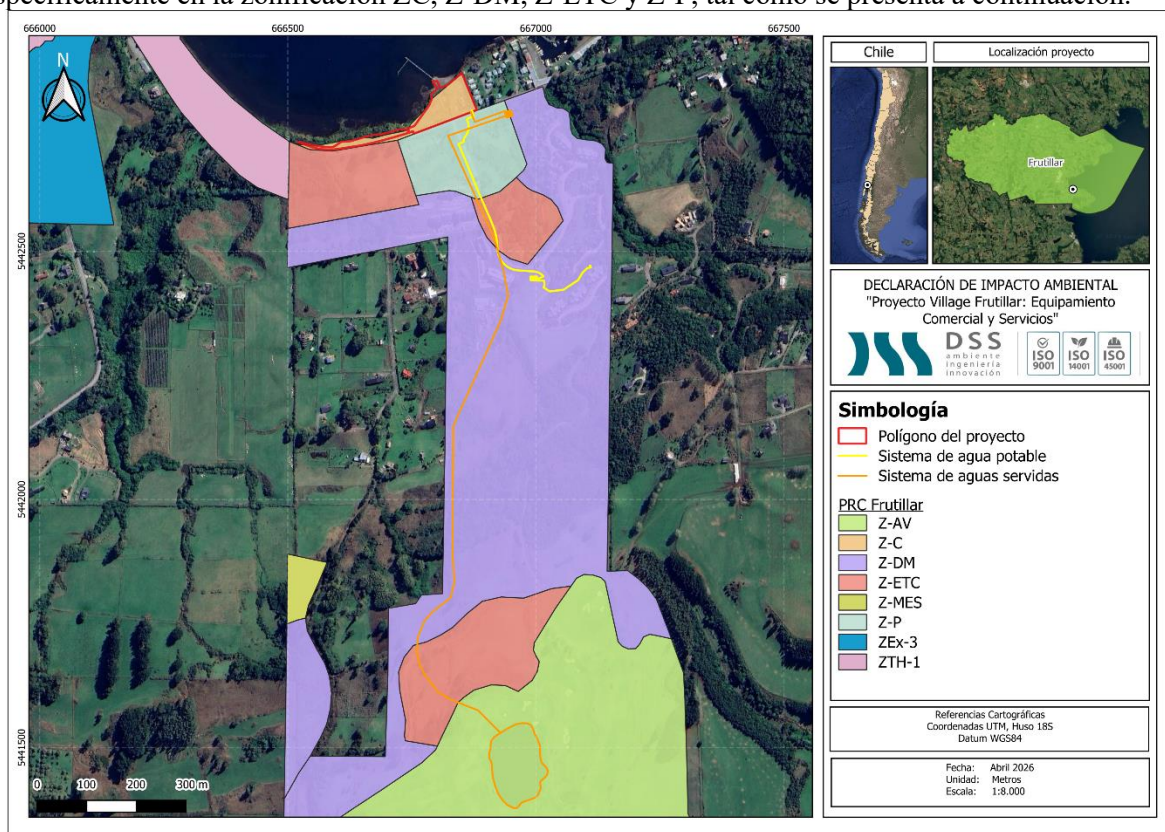 specíficamente en la zonificación ZC, Z-DM, Z-ETC y Z-P, tal como se presenta a continuación.
666000
666500
667000
667500
N
5442500
5442000
5441500
0 100 200 300 m
Chile
Localización proyecto
Frutillar
DECLARACIÓN DE IMPACTO AMBIENTAL
"Proyecto Village Frutillar: Equipamiento
Comercial y Servicios"
DSS
ambiente
ingeniería
innovación
ISO
9001
ISO
14001
ISO
45001
Simbología
Polígono del proyecto
Sistema de agua potable
Sistema de aguas servidas
PRC Frutillar
Z-AV
Z-C
Z-DM
Z-ETC
Z-MES
Z-P
ZEx-3
ZTH-1
Referencias Cartográficas
Coordenadas UTM, Huso 18S
Datum WGS84
Fecha: Abril 2026
Unidad: Metros
Escala: 1:8.000